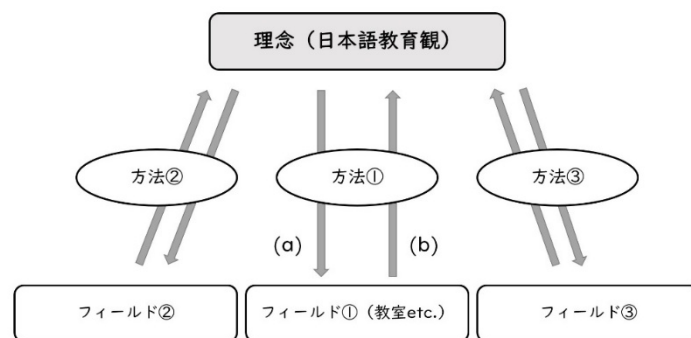 理念（日本語教育観）
方法②
方法①
方法③
(a)
(b)
フィールド②
フィールド①（教室etc.）
フィールド③